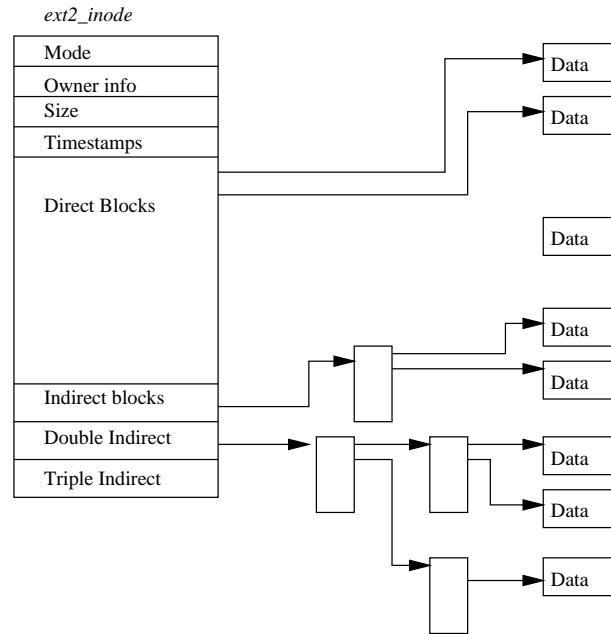 ext2_inode
Mode
Owner info
Size
Timestamps
Direct Blocks
Indirect blocks
Double Indirect
Triple Indirect
Data
Data
Data
Data
Data
Data
Data
Data